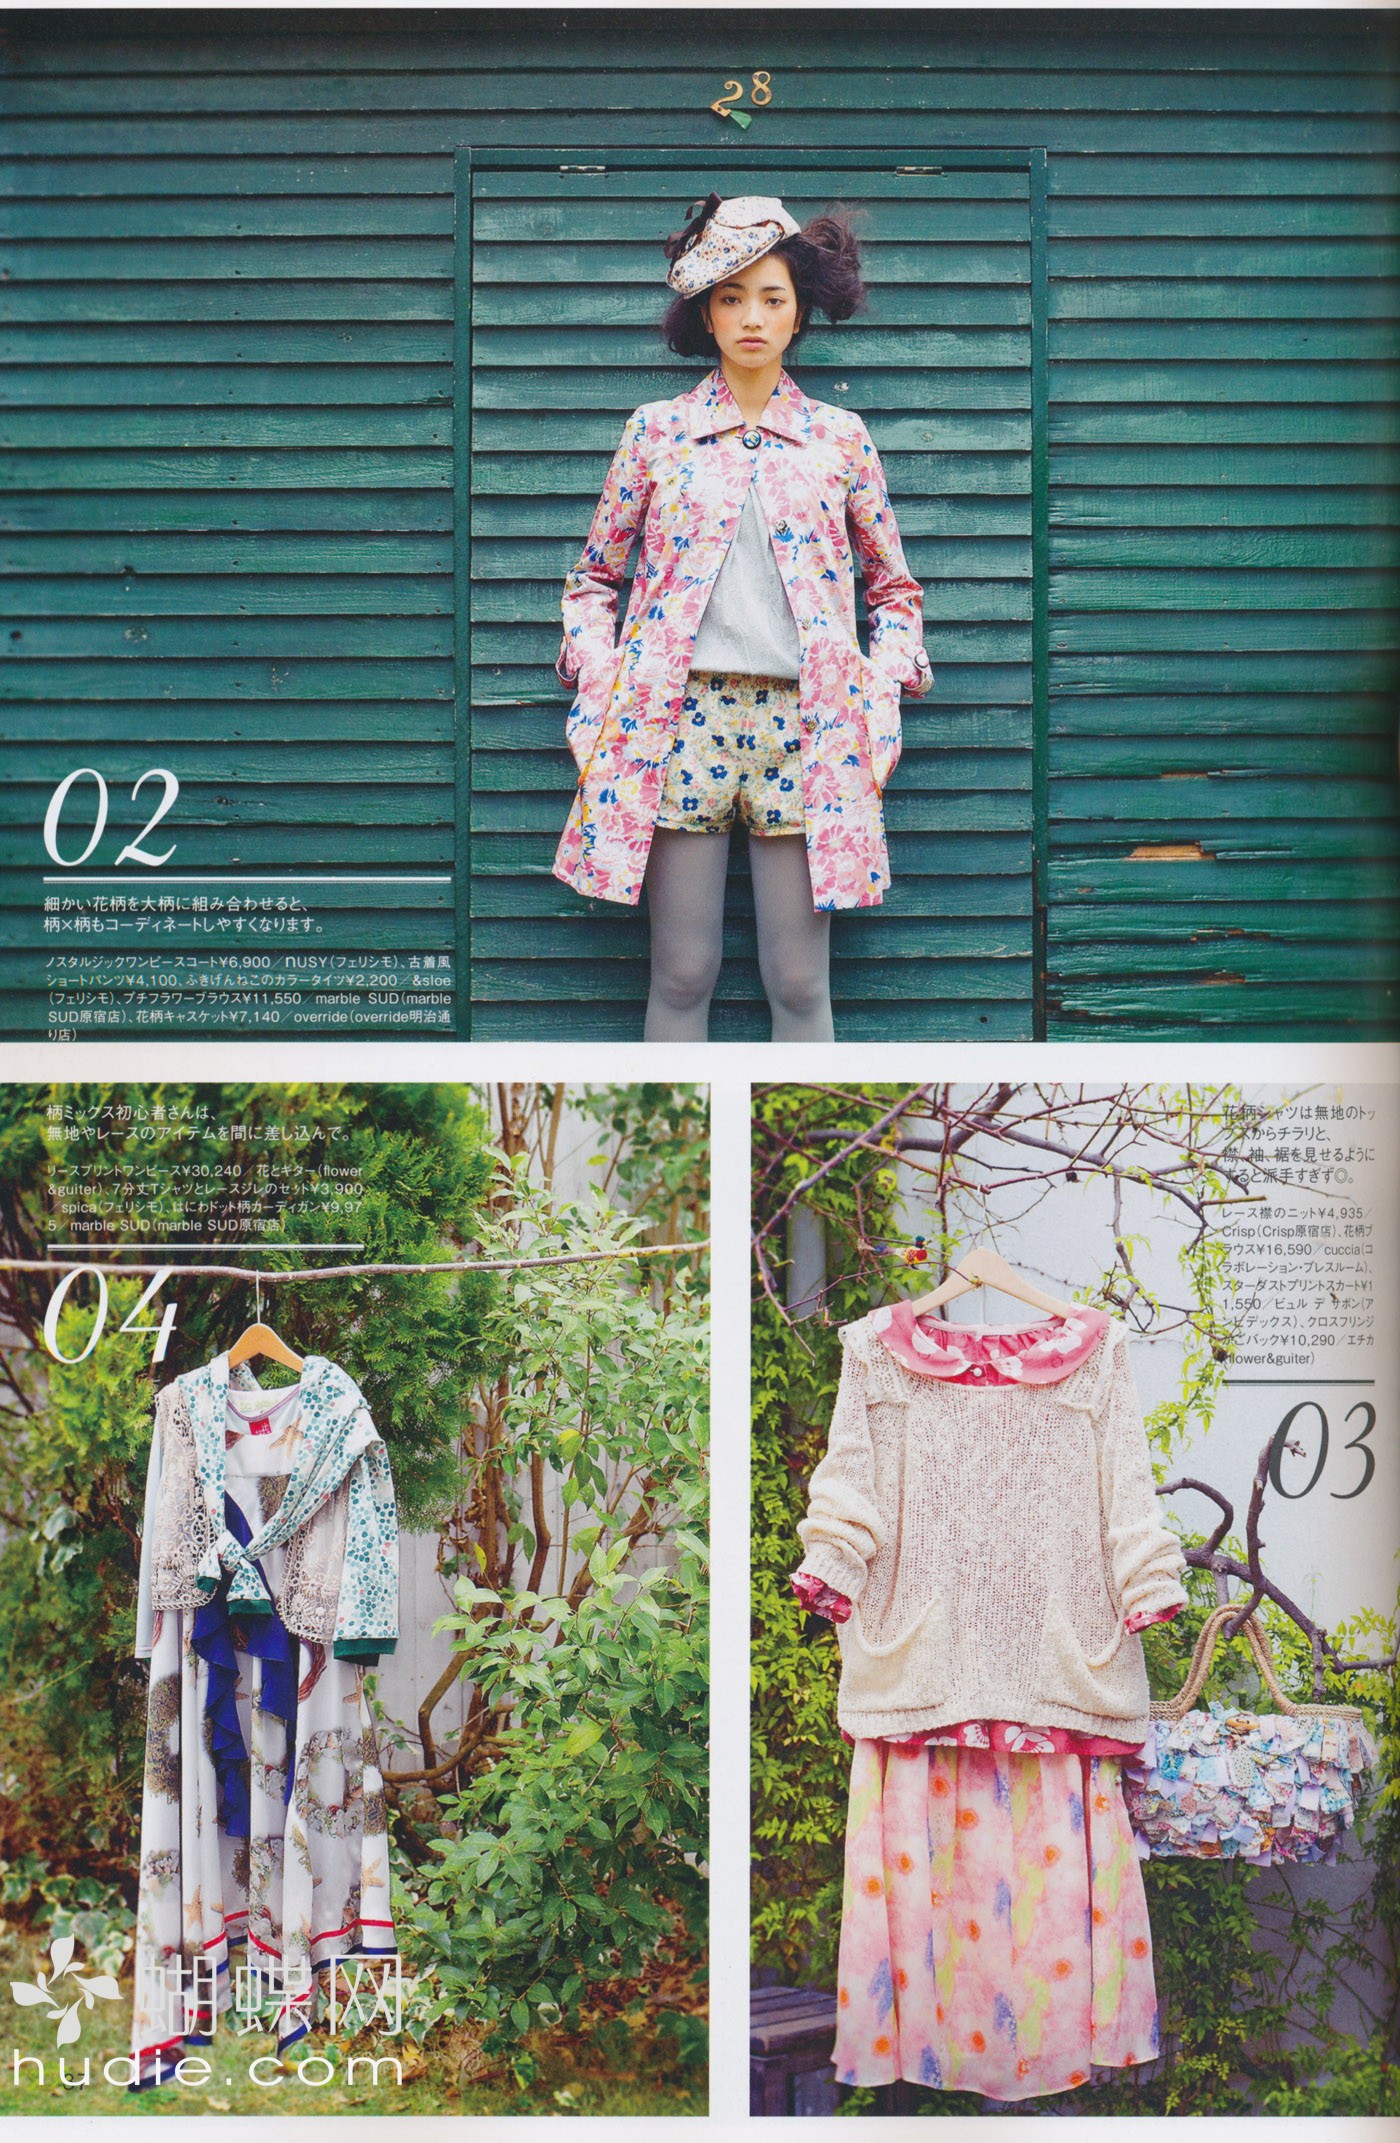 28
02
細かい花柄を大柄に組み合わせると、
柄×柄もコーディネートしやすくなります。
ノスタルジックワンピースコート¥6,900／nUSY(フェリシモ)、古着風
ショートパンツ¥4,100、ふきげんねこのカラータイツ¥2,200／&sloe
(フェリシモ)、プチフラワーブラウス¥11,550／marble SUD(marble
SUD原宿店)、花柄キャスケット¥7,140／override(override明治通
り店)
柄ミックス初心者さんは、
無地やレースのアイテムを間に差し込んで。
リースプリントワンピース¥30,240／花とギター(flower
&guiter)、7分丈Tシャツとレースジレのセット¥3,900
／spica(フェリシモ)、はにわドット柄カーディガン¥9,97
5／marble SUD(marble SUD原宿店)
04
花柄シャツは無地のトッ
プスからチラリと、
襟、袖、裾を見せるように
すると派手すぎず◎。
レース襟のニット¥4,935／
Crisp(Crisp原宿店)、花柄ブ
ラウス¥16,590／cuccia(コ
ラボレーション・プレスルーム)、
スターダストプリントスカート¥1
1,550／ビュル デ サボン(ア
ンビデックス)、クロスフリンジ
かごバック¥10,290／エチカ
(flower&guiter)
03
蝴蝶网
hudie.com